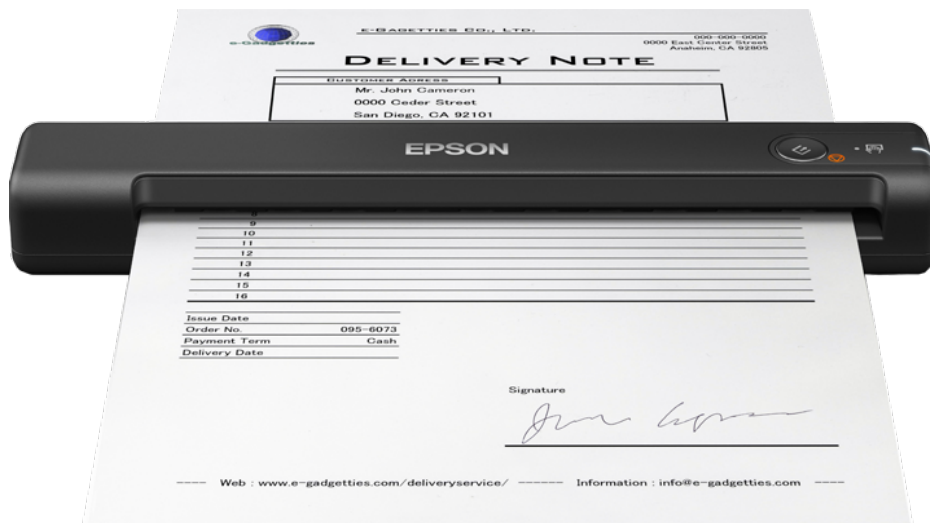 e-Gadgetties
E-GADGETTIES CO., LTD.
000-000-0000
0000 East Center Street
Anaheim, CA 92805
DELIVERY NOTE
CUSTOMER ADRESS
Mr. John Cameron
0000 Ceder Street
San Diego, CA 92101
EPSON
8
9
10
11
12
13
14
15
16
Issue Date
Order No. 095-6073
Payment Term Cash
Delivery Date
Signature
Web : www.e-gadgetties.com/deliveryservice/ Information : info@e-gadgetties.com